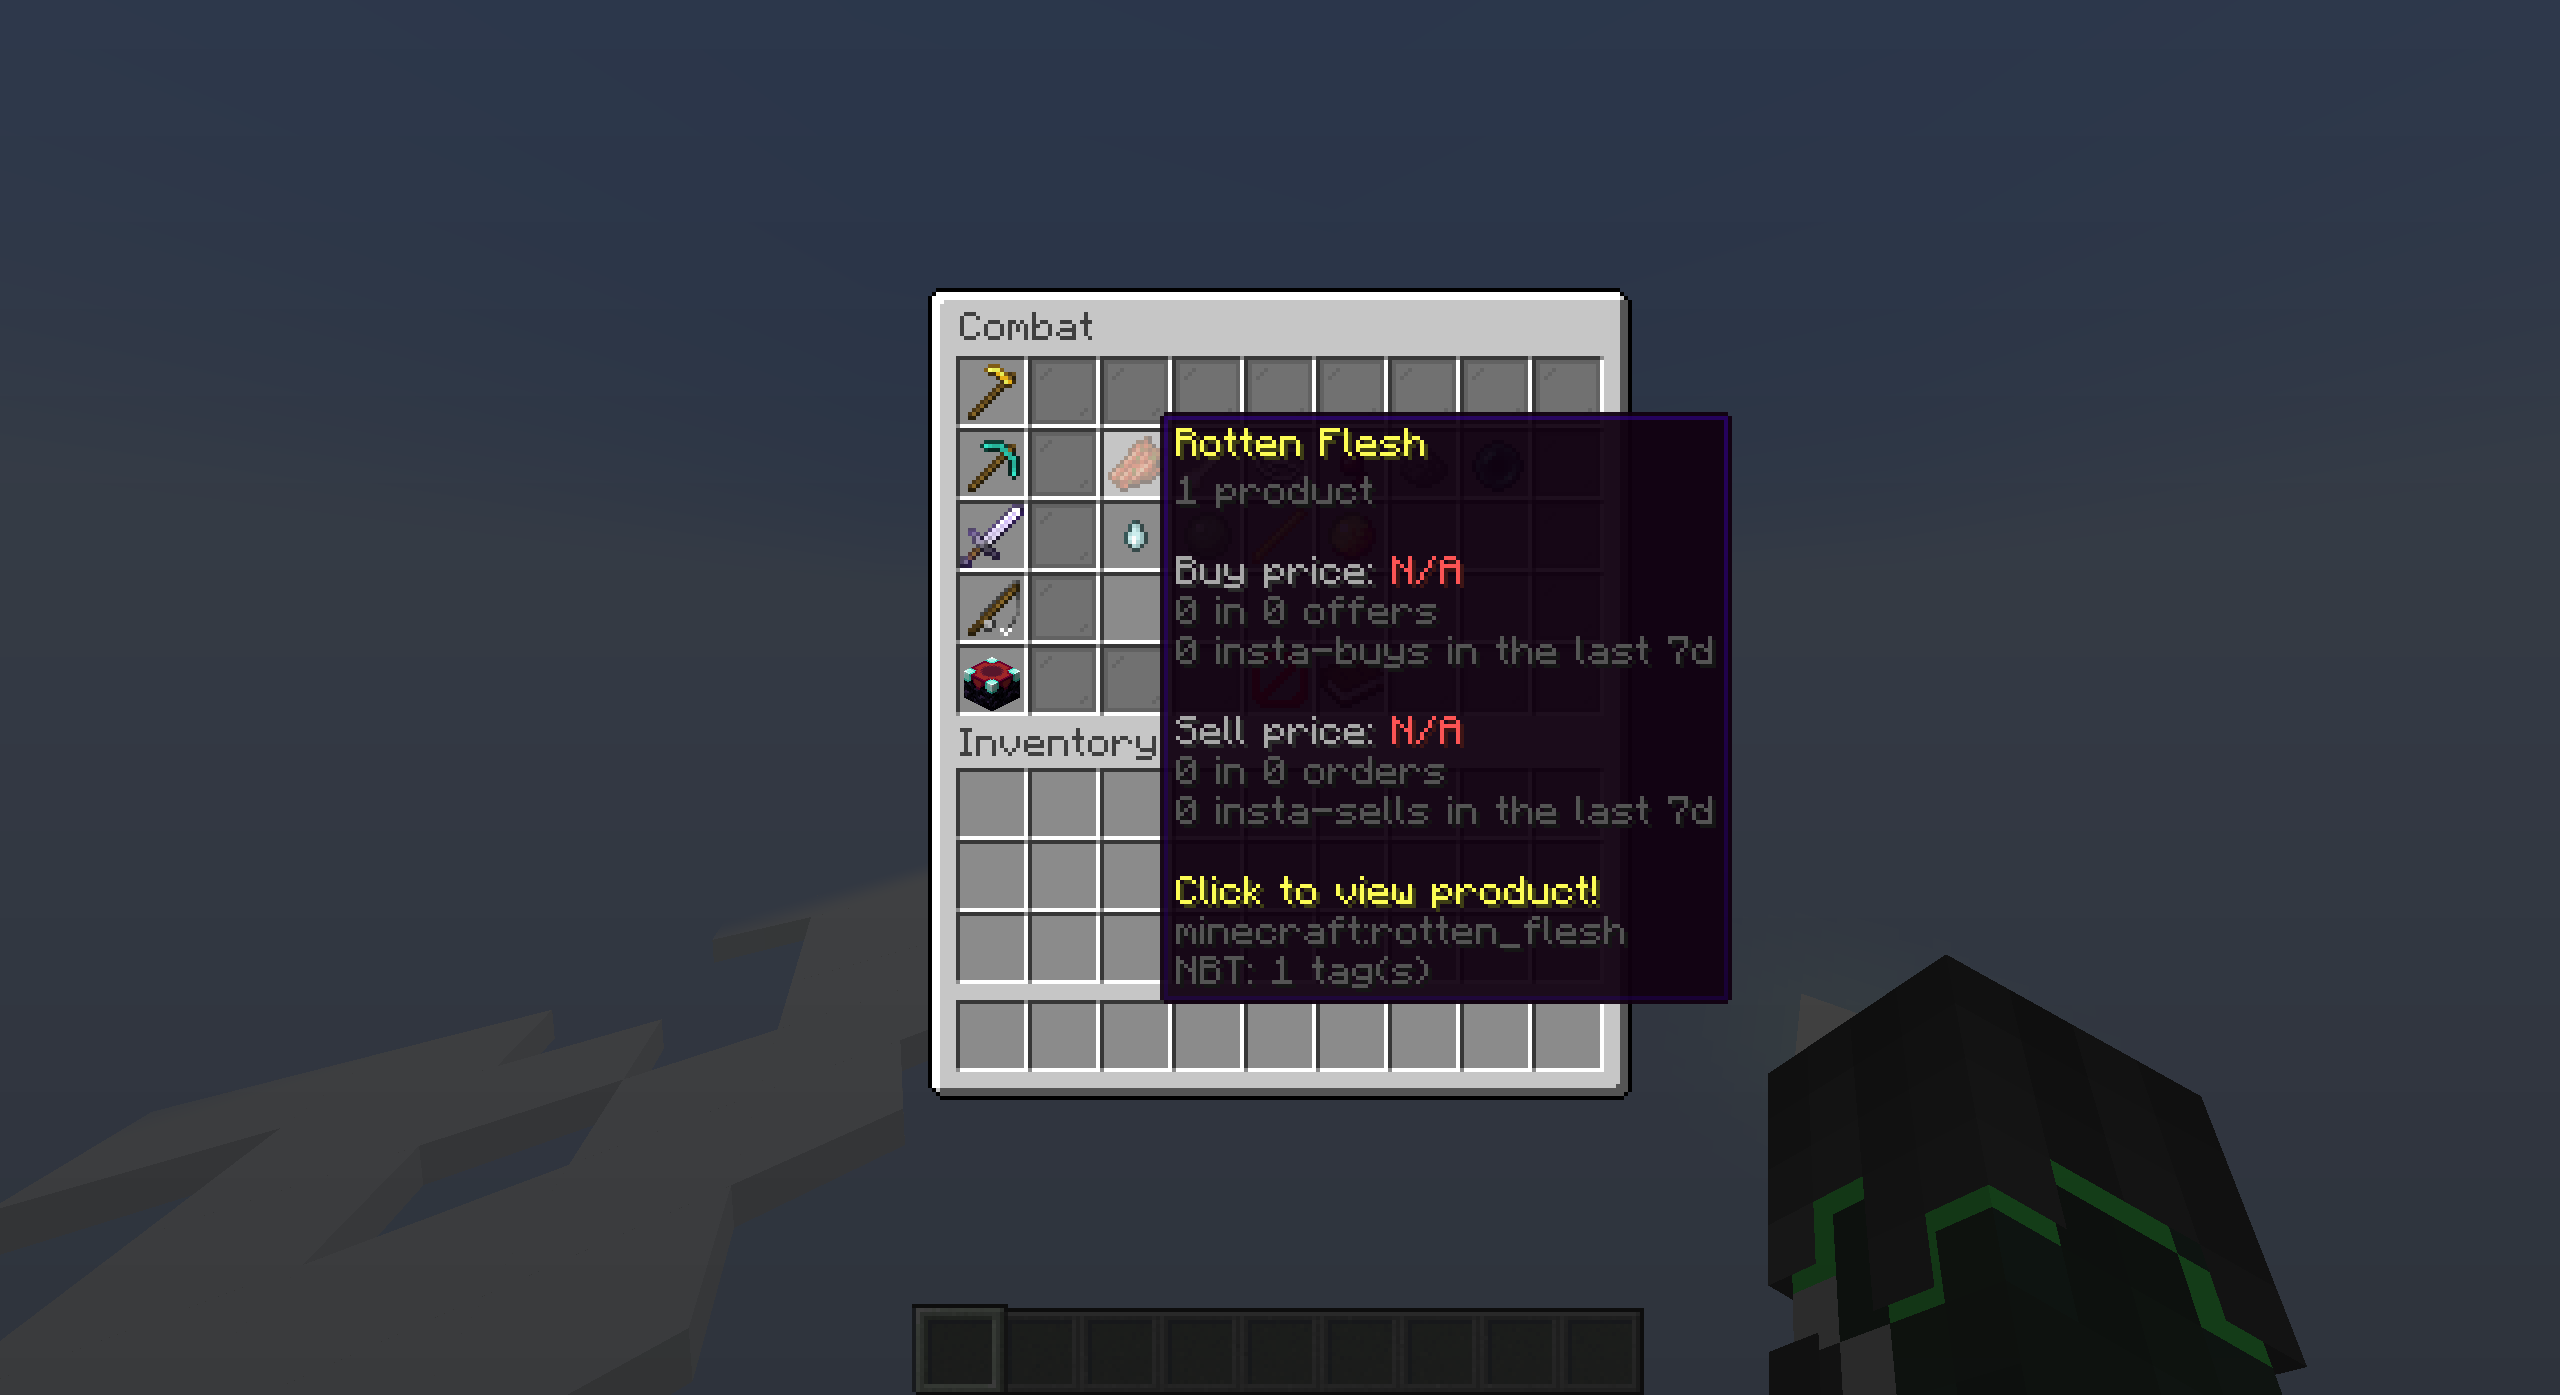 Combat
Rotten Flesh
1 product
Buy price: N/A
0 in 0 offers
0 insta-buys in the last 7d
Sell price: N/A
0 in 0 orders
0 insta-sells in the last 7d
Click to view product!
minecraft:rotten_flesh
NBT: 1 tag(s)
Inventory